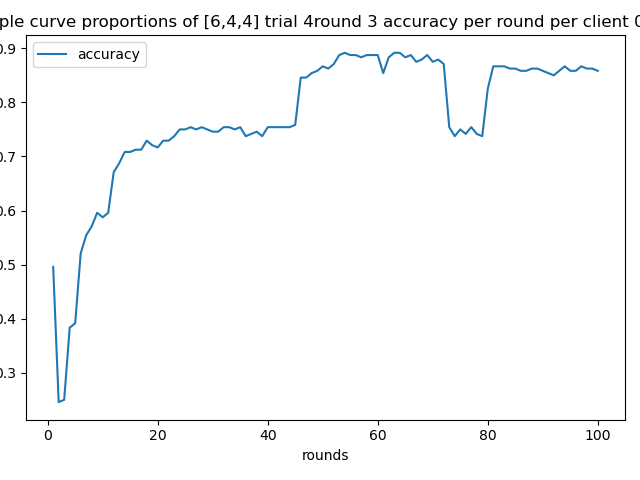 ple curve proportions of [6,4,4] trial 4round 3 accuracy per round per client 0
accuracy
0.9
0.8
0.7
0.6
0.5
0.4
0.3
0 20 40 60 80 100
rounds